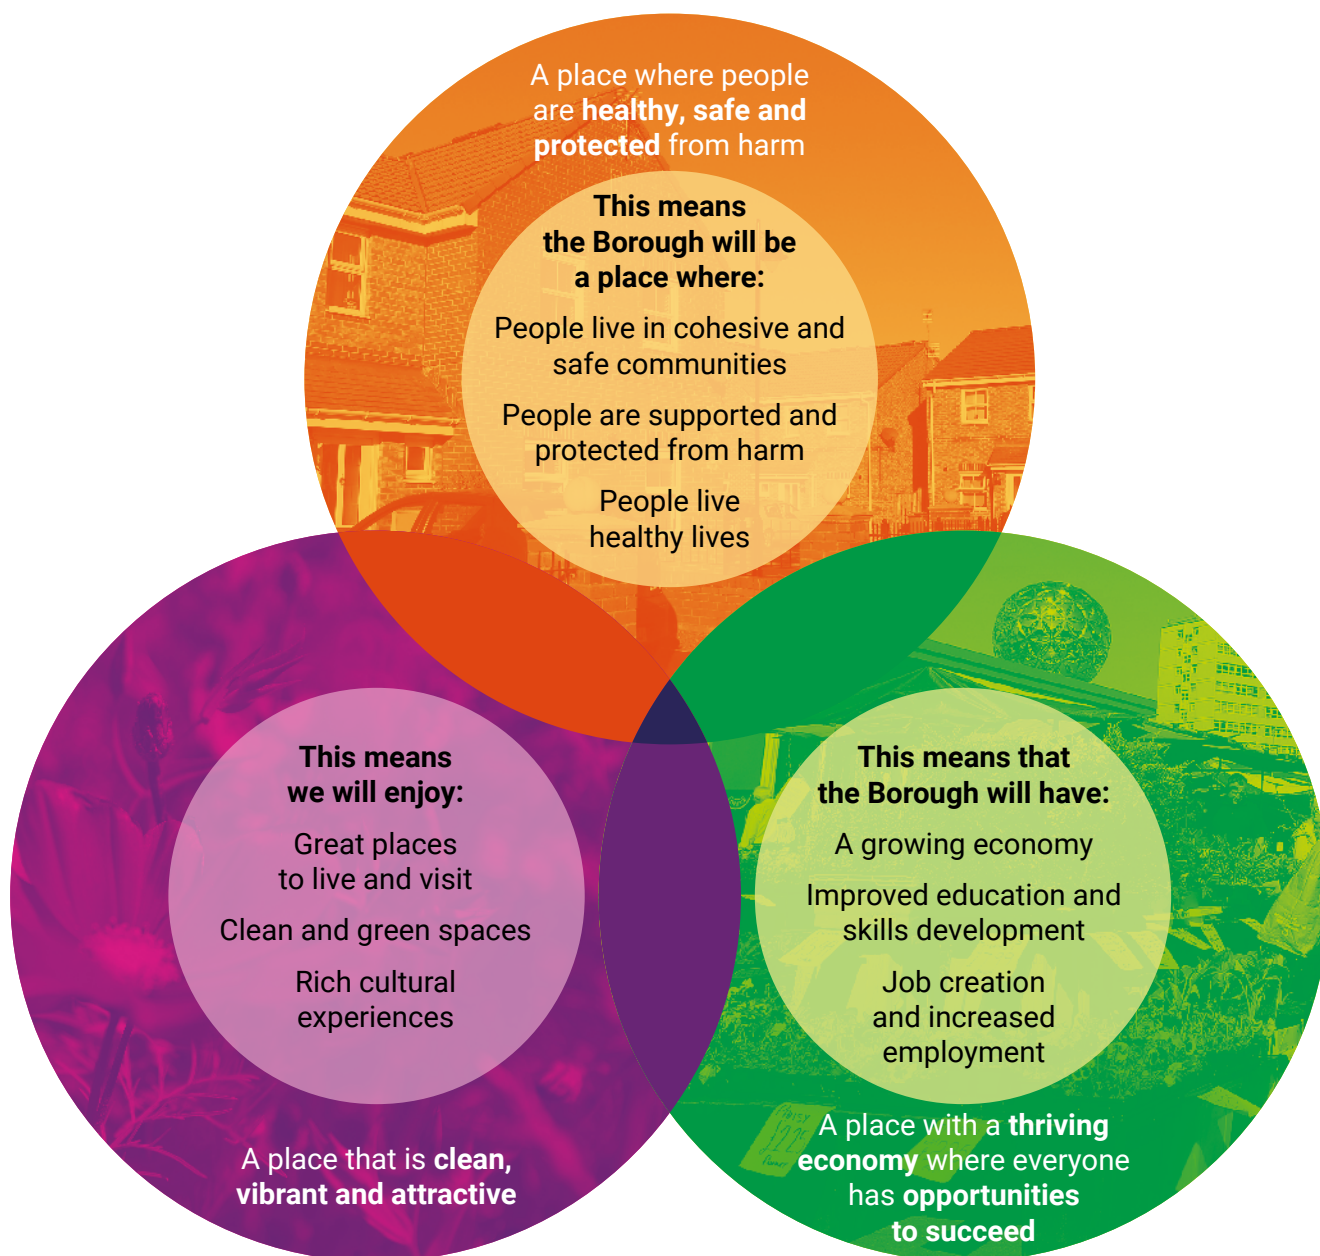 A place where people
are healthy, safe and
protected from harm
This means
the Borough will be
a place where:
People live in cohesive and
safe communities
People are supported and
protected from harm
People live
healthy lives
This means
we will enjoy:
Great places
to live and visit
Clean and green spaces
Rich cultural
experiences
A place that is clean,
vibrant and attractive
This means that
the Borough will have:
A growing economy
Improved education and
skills development
Job creation
and increased
employment
A place with a thriving
economy where everyone
has opportunities
to succeed